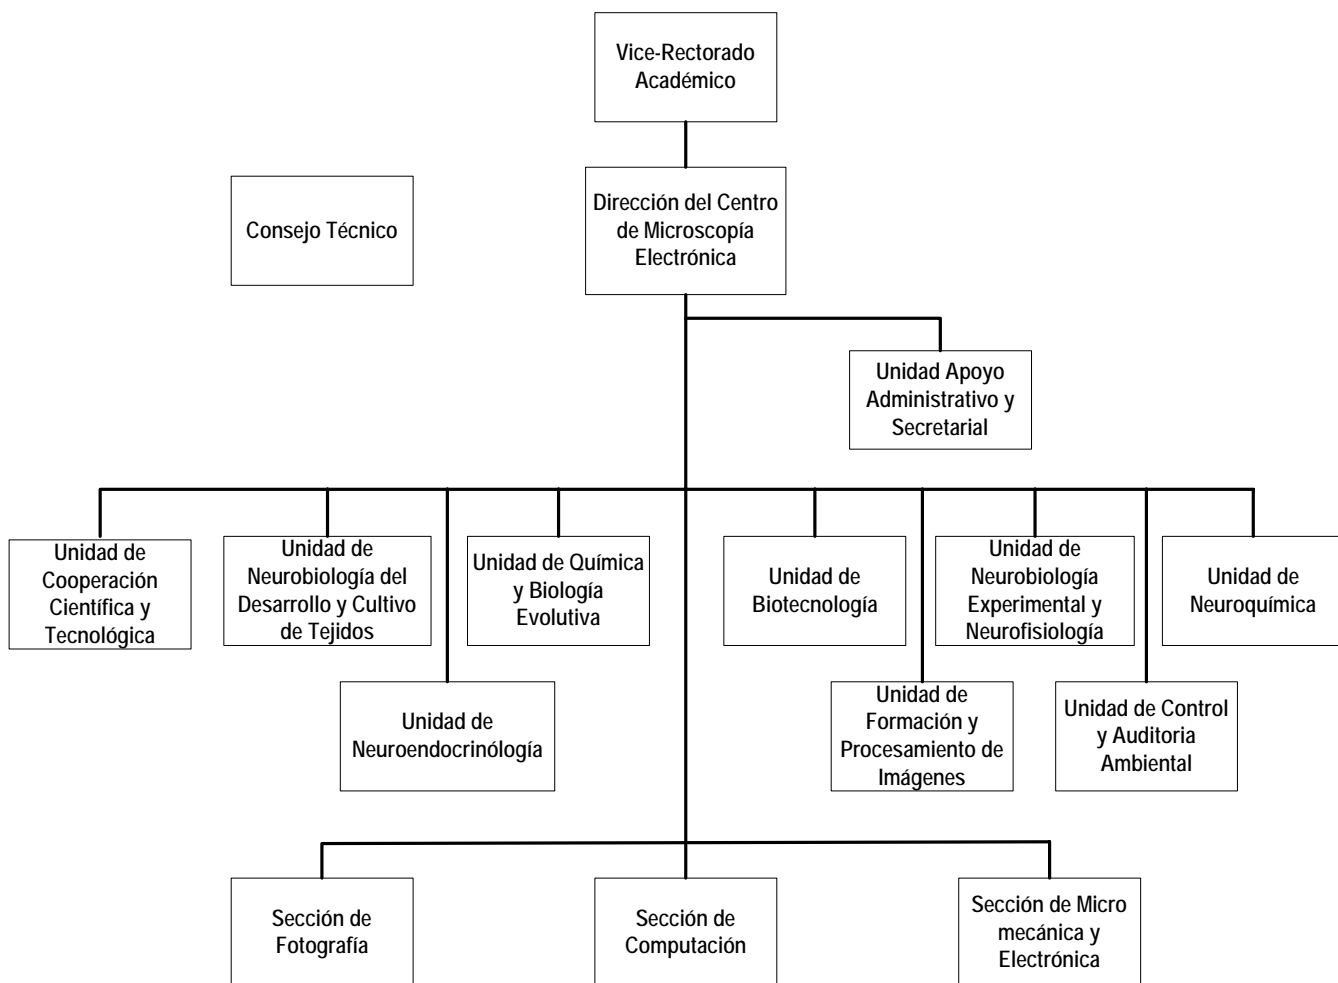 Vice-Rectorado
Académico
Consejo Técnico
Dirección del Centro
de Microscopía
Electrónica
Unidad Apoyo
Administrativo y
Secretarial
Unidad de
Cooperación
Científica y
Tecnológica
Unidad de
Neurobiología del
Desarrollo y Cultivo
de Tejidos
Unidad de Química
y Biología
Evolutiva
Unidad de
Biotecnología
Unidad de
Neurobiología
Experimental y
Neurofisiología
Unidad de
Neuroquímica
Unidad de
Neuroendocrinólogía
Unidad de
Formación y
Procesamiento de
Imágenes
Unidad de Control
y Auditoria
Ambiental
Sección de
Fotografía
Sección de
Computación
Sección de Micro
mecánica y
Electrónica